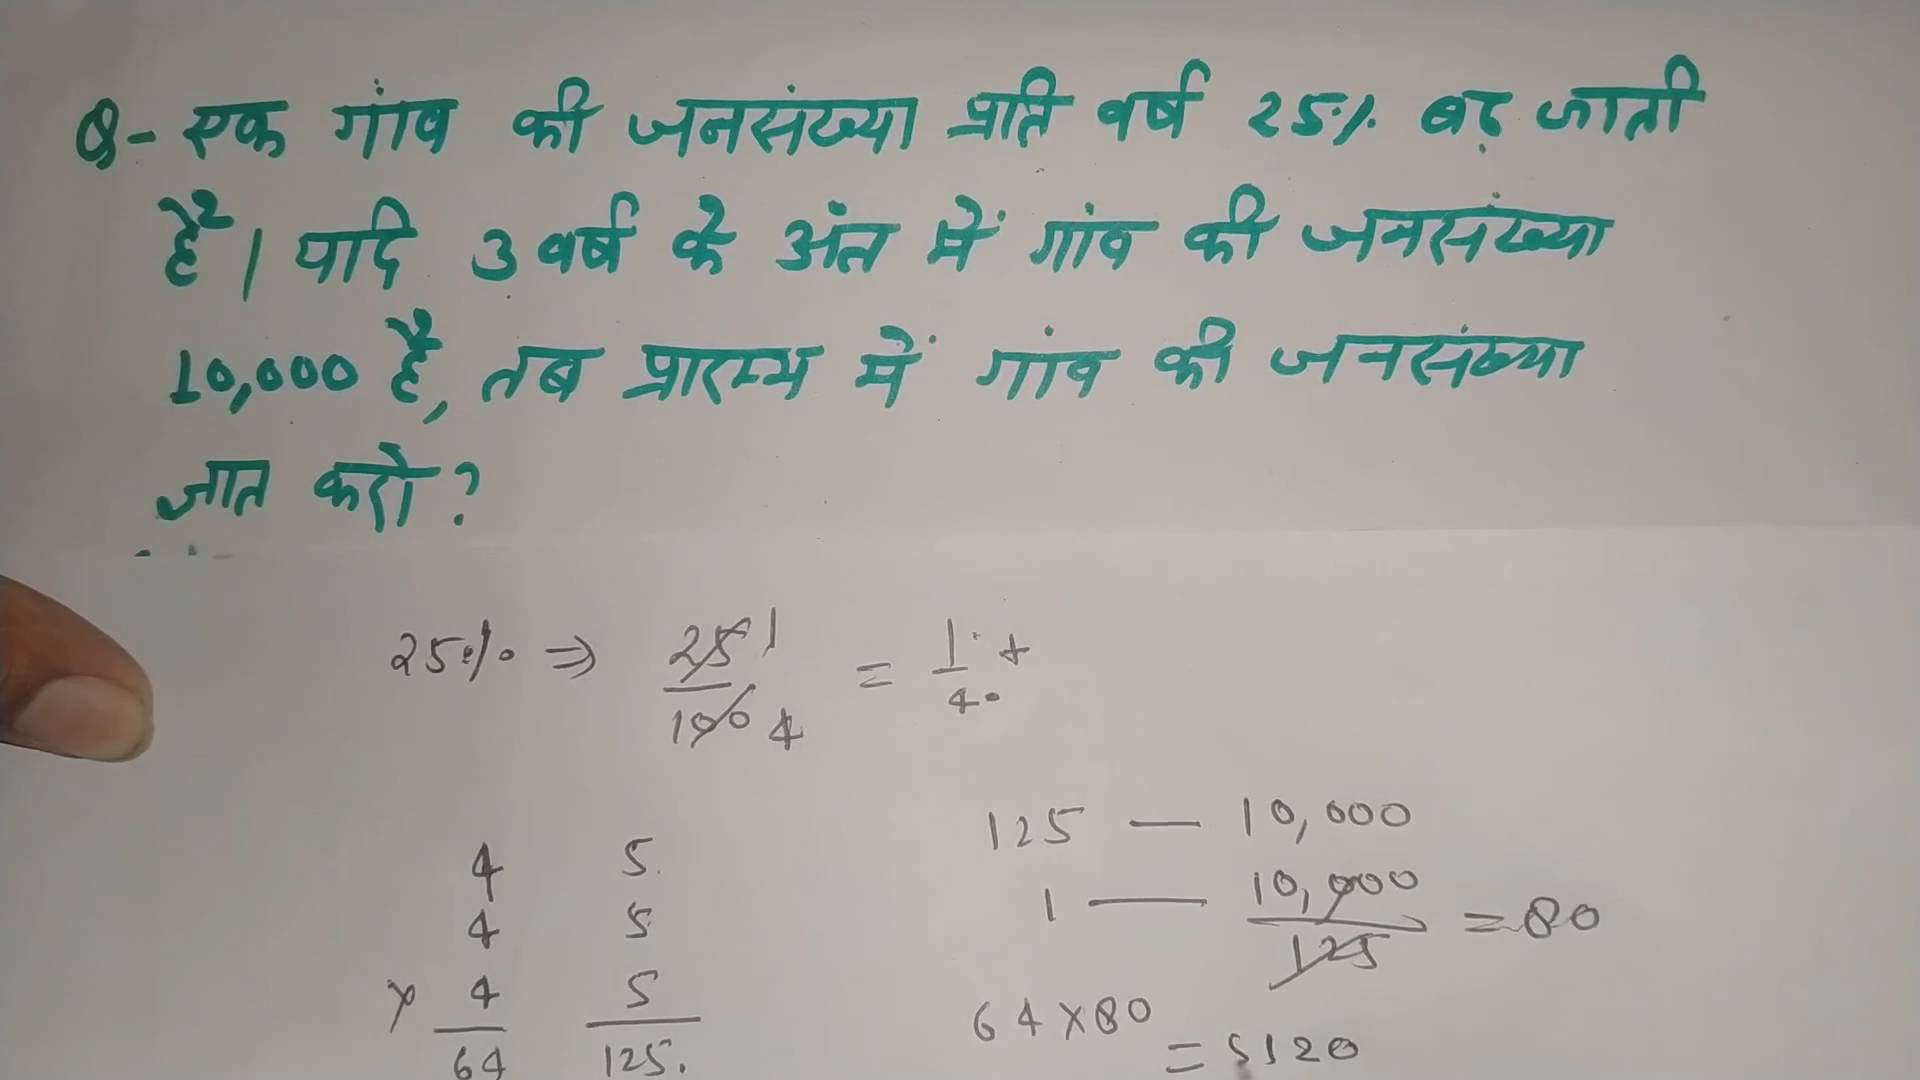 Q- एक गांव की जनसंख्या प्रति वर्ष 25% बढ़ जाती
है। यदि 3 वर्ष के अंत में गांव की जनसंख्या
10,000 है, तब प्रारम्भ में गांव की जनसंख्या
ज्ञात करो?
25% ⇒ 25/100 1 4 = 1/4 +
4 5
4 5
× 4 5
64 125
125 — 10,000
1 — 10,000/125 = 80
64×80
= 5120